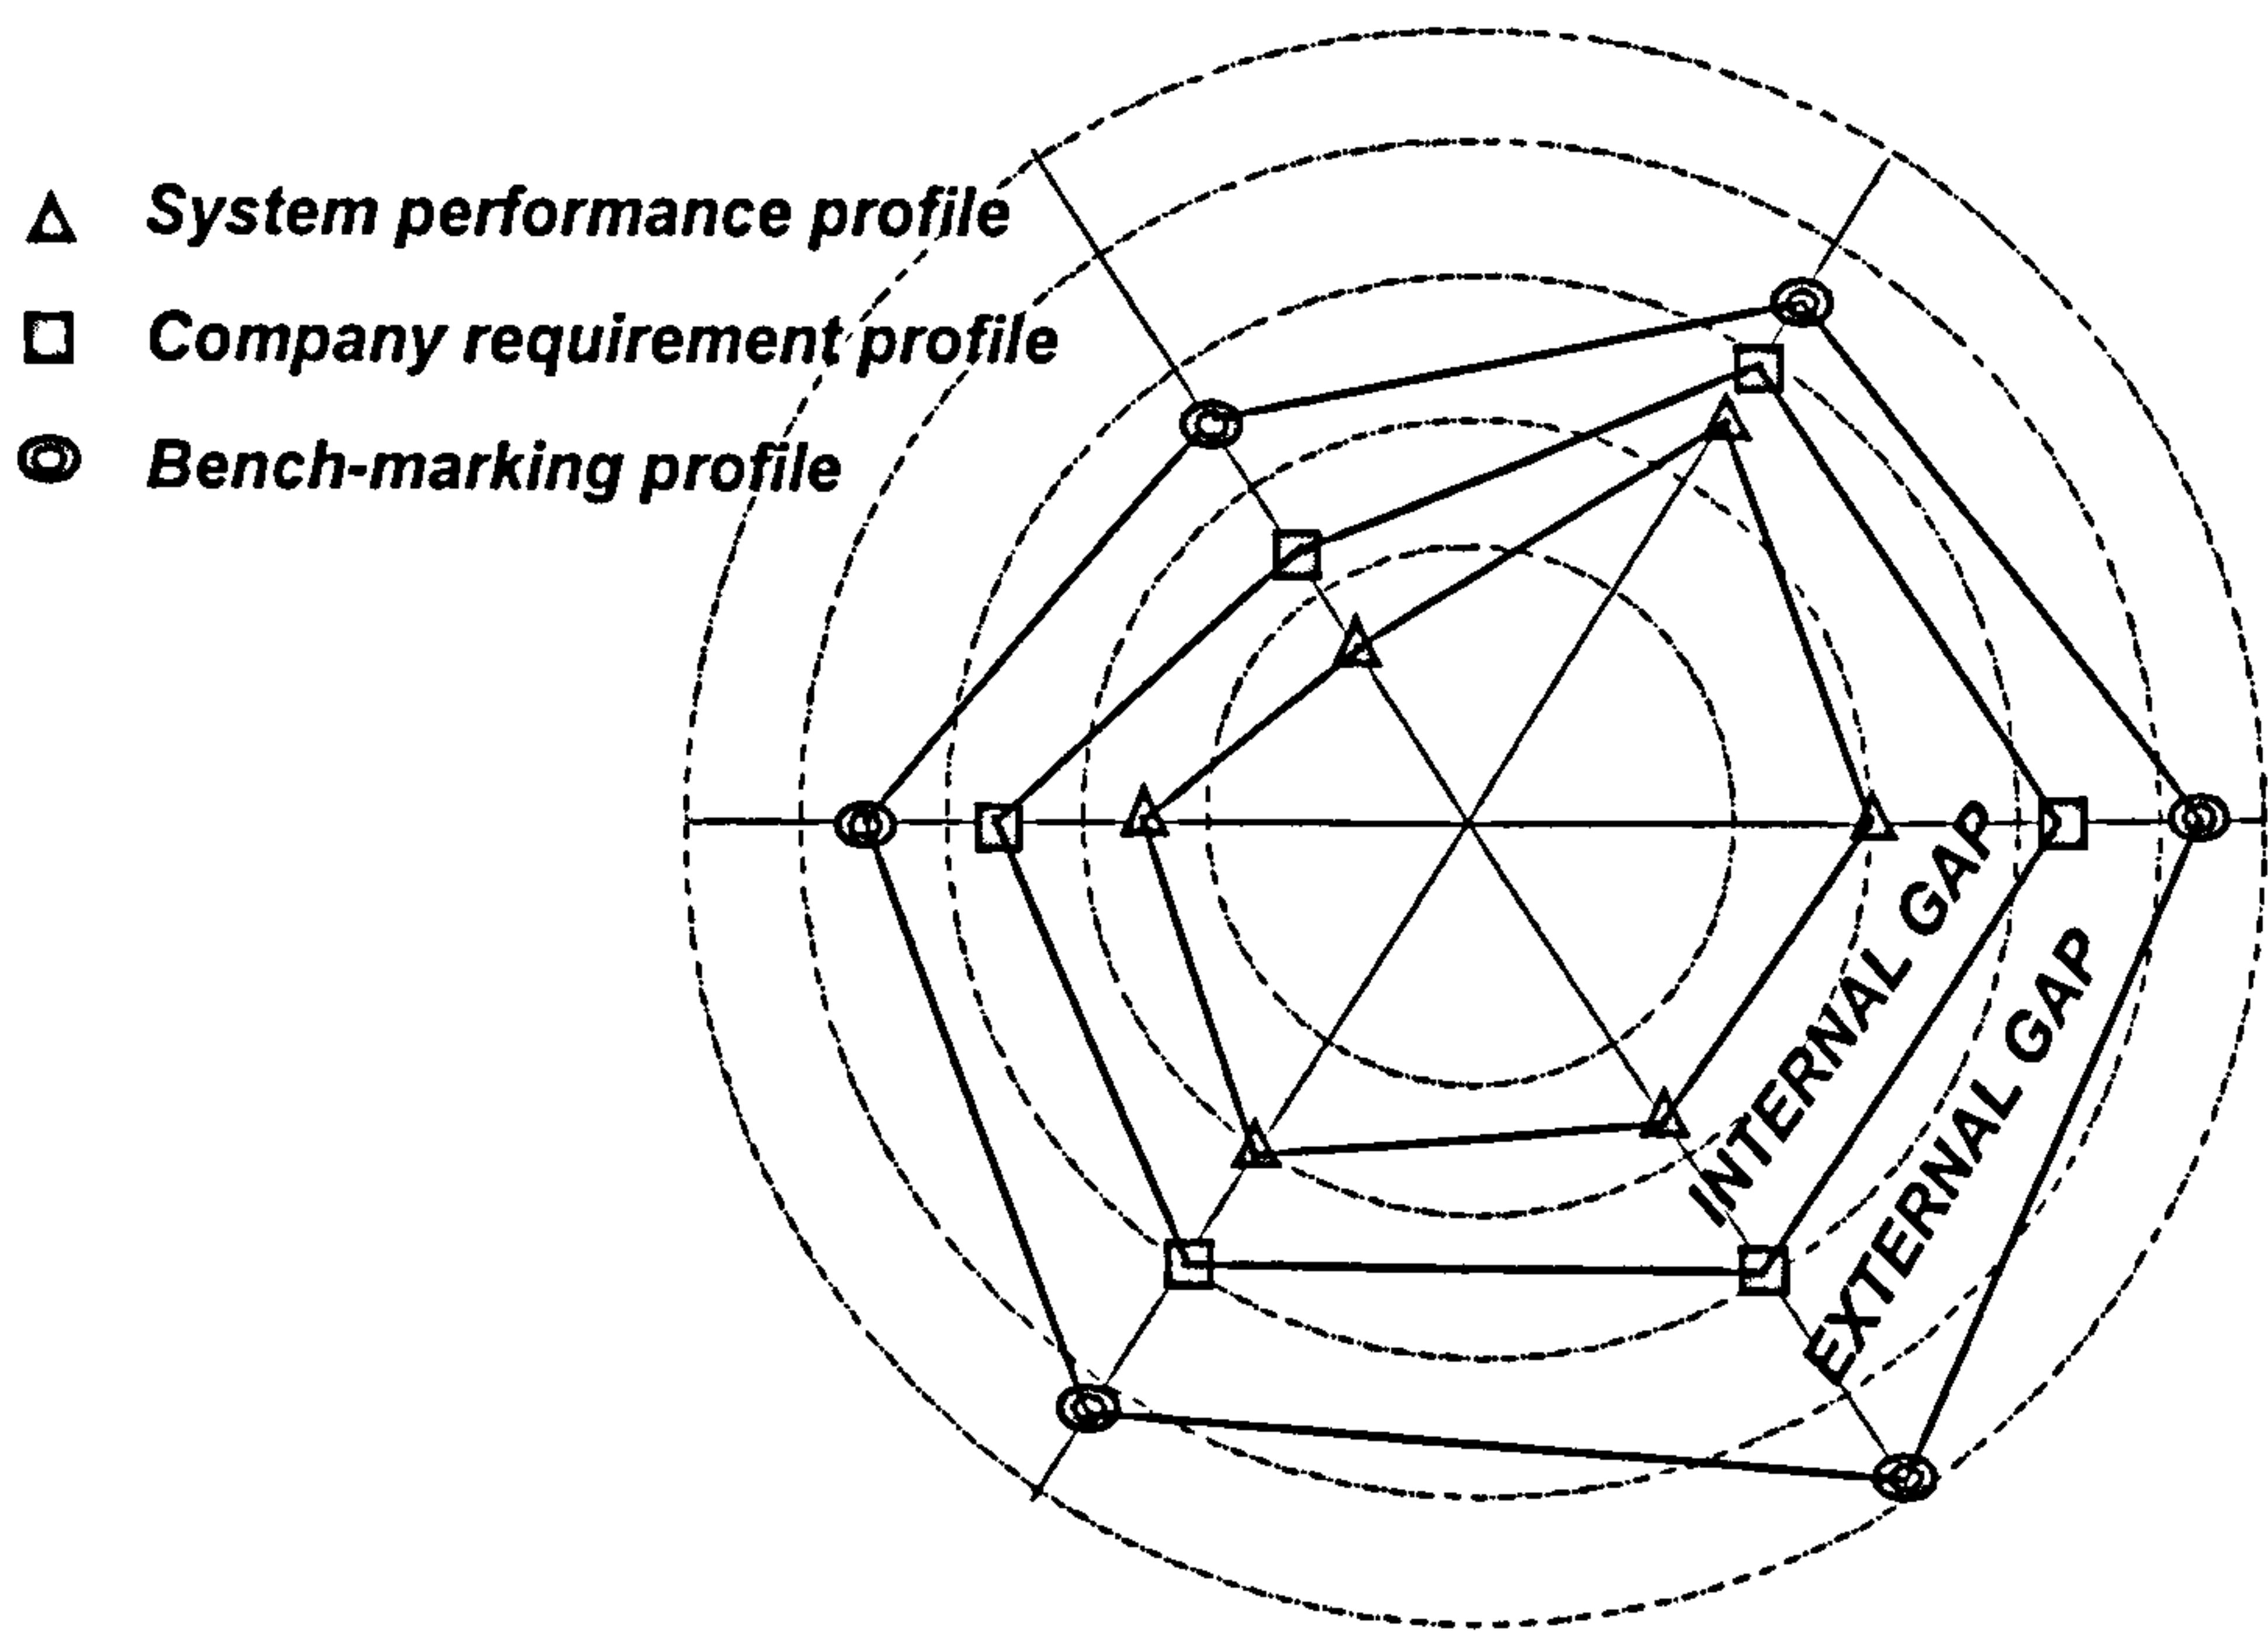 System performance profile
Company requirement profile
Bench-marking profile
INTERNAL GAP
EXTERNAL GAP